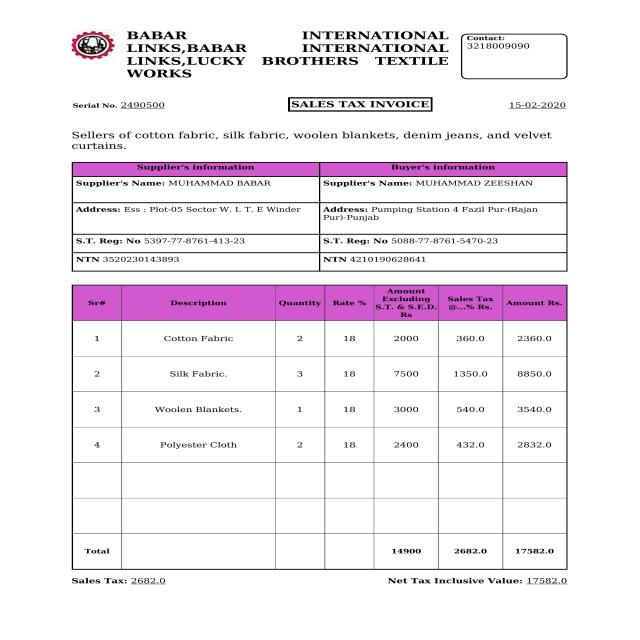 BABAR INTERNATIONAL
LINKS,BABAR INTERNATIONAL
LINKS,LUCKY BROTHERS TEXTILE
WORKS
Contact:
3218009090
Serial No. 2490500 SALES TAX INVOICE 15-02-2020
Sellers of cotton fabric, silk fabric, woolen blankets, denim jeans, and velvet
curtains.
Supplier's information Buyer's information
Supplier's Name: MUHAMMAD BABAR Supplier's Name: MUHAMMAD ZEESHAN
Address: Ess : Plot-05 Sector W. I. T. E Winder Address: Pumping Station 4 Fazil Pur-(Rajan
Pur)-Punjab
S.T. Reg: No 5397-77-8761-413-23 S.T. Reg: No 5088-77-8761-5470-23
NTN 3520230143893 NTN 4210190628641
Sr# Description Quantity Rate % Amount Excluding S.T. & S.E.D. Rs Sales Tax @...% Rs. Amount Rs.
1 Cotton Fabric 2 18 2000 360.0 2360.0
2 Silk Fabric. 3 18 7500 1350.0 8850.0
3 Woolen Blankets. 1 18 3000 540.0 3540.0
4 Polyester Cloth 2 18 2400 432.0 2832.0
Total 14900 2682.0 17582.0
Sales Tax: 2682.0 Net Tax Inclusive Value: 17582.0